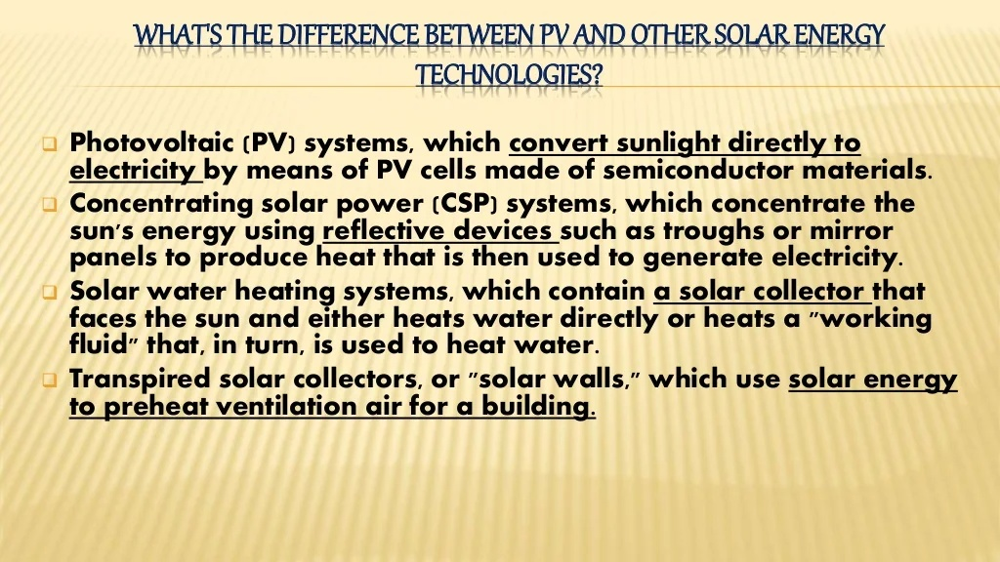 WHAT'S THE DIFFERENCE BETWEEN PV AND OTHER SOLAR ENERGY
TECHNOLOGIES?
Photovoltaic (PV) systems, which convert sunlight directly to
electricity by means of PV cells made of semiconductor materials.
Concentrating solar power (CSP) systems, which concentrate the
sun's energy using reflective devices such as troughs or mirror
panels to produce heat that is then used to generate electricity.
Solar water heating systems, which contain a solar collector that
faces the sun and either heats water directly or heats a "working
fluid" that, in turn, is used to heat water.
Transpired solar collectors, or "solar walls," which use solar energy
to preheat ventilation air for a building.